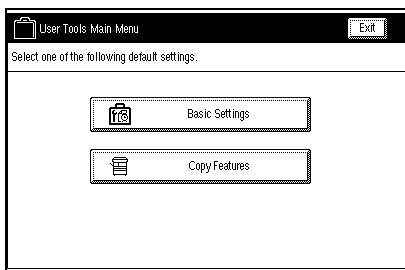 User Tools Main Menu
Exit
Select one of the following default settings.
Basic Settings
Copy Features